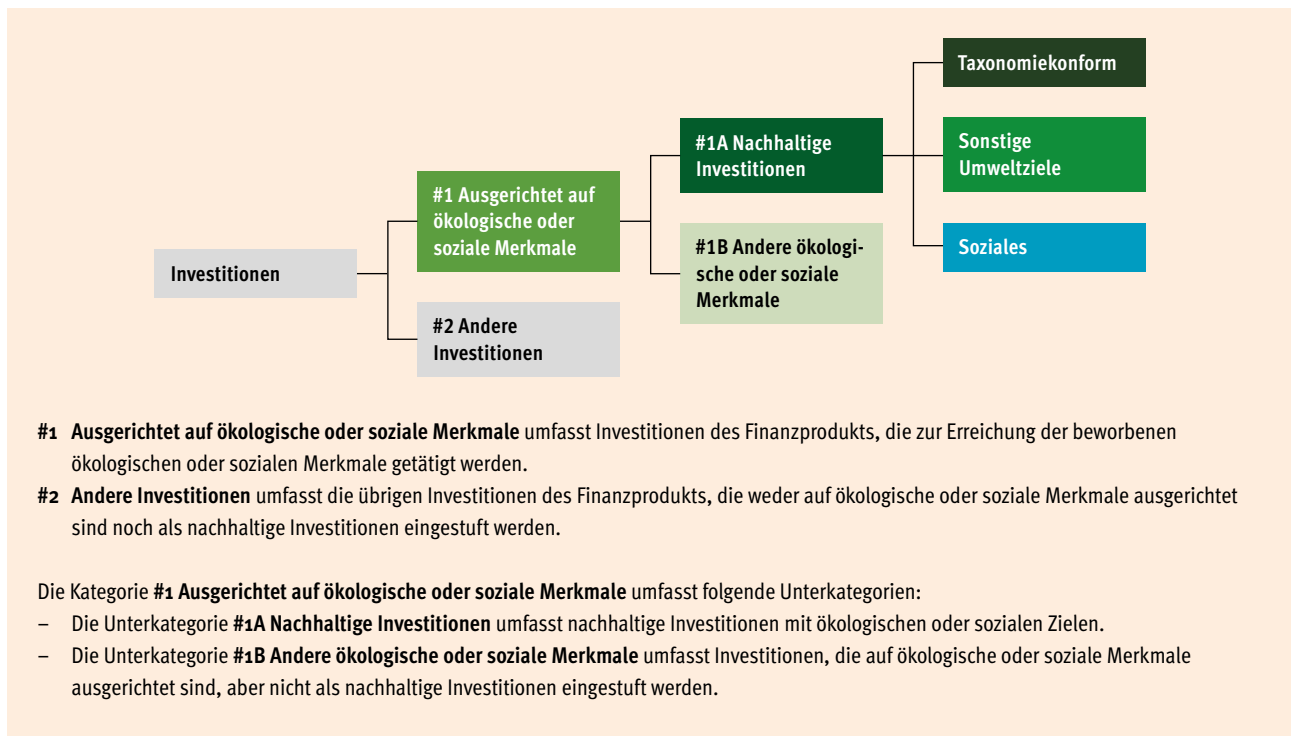 Taxonomiekonform
#1A Nachhaltige
Investitionen
Sonstige
Umweltziele
#1 Ausgerichtet auf
ökologische oder
soziale Merkmale
#1B Andere ökologi-
sche oder soziale
Merkmale
Soziales
Investitionen
#2 Andere
Investitionen
#1 Ausgerichtet auf ökologische oder soziale Merkmale umfasst Investitionen des Finanzprodukts, die zur Erreichung der beworbenen
ökologischen oder sozialen Merkmale getätigt werden.
#2 Andere Investitionen umfasst die übrigen Investitionen des Finanzprodukts, die weder auf ökologische oder soziale Merkmale ausgerichtet
sind noch als nachhaltige Investitionen eingestuft werden.
Die Kategorie #1 Ausgerichtet auf ökologische oder soziale Merkmale umfasst folgende Unterkategorien:
– Die Unterkategorie #1A Nachhaltige Investitionen umfasst nachhaltige Investitionen mit ökologischen oder sozialen Zielen.
– Die Unterkategorie #1B Andere ökologische oder soziale Merkmale umfasst Investitionen, die auf ökologische oder soziale Merkmale
ausgerichtet sind, aber nicht als nachhaltige Investitionen eingestuft werden.